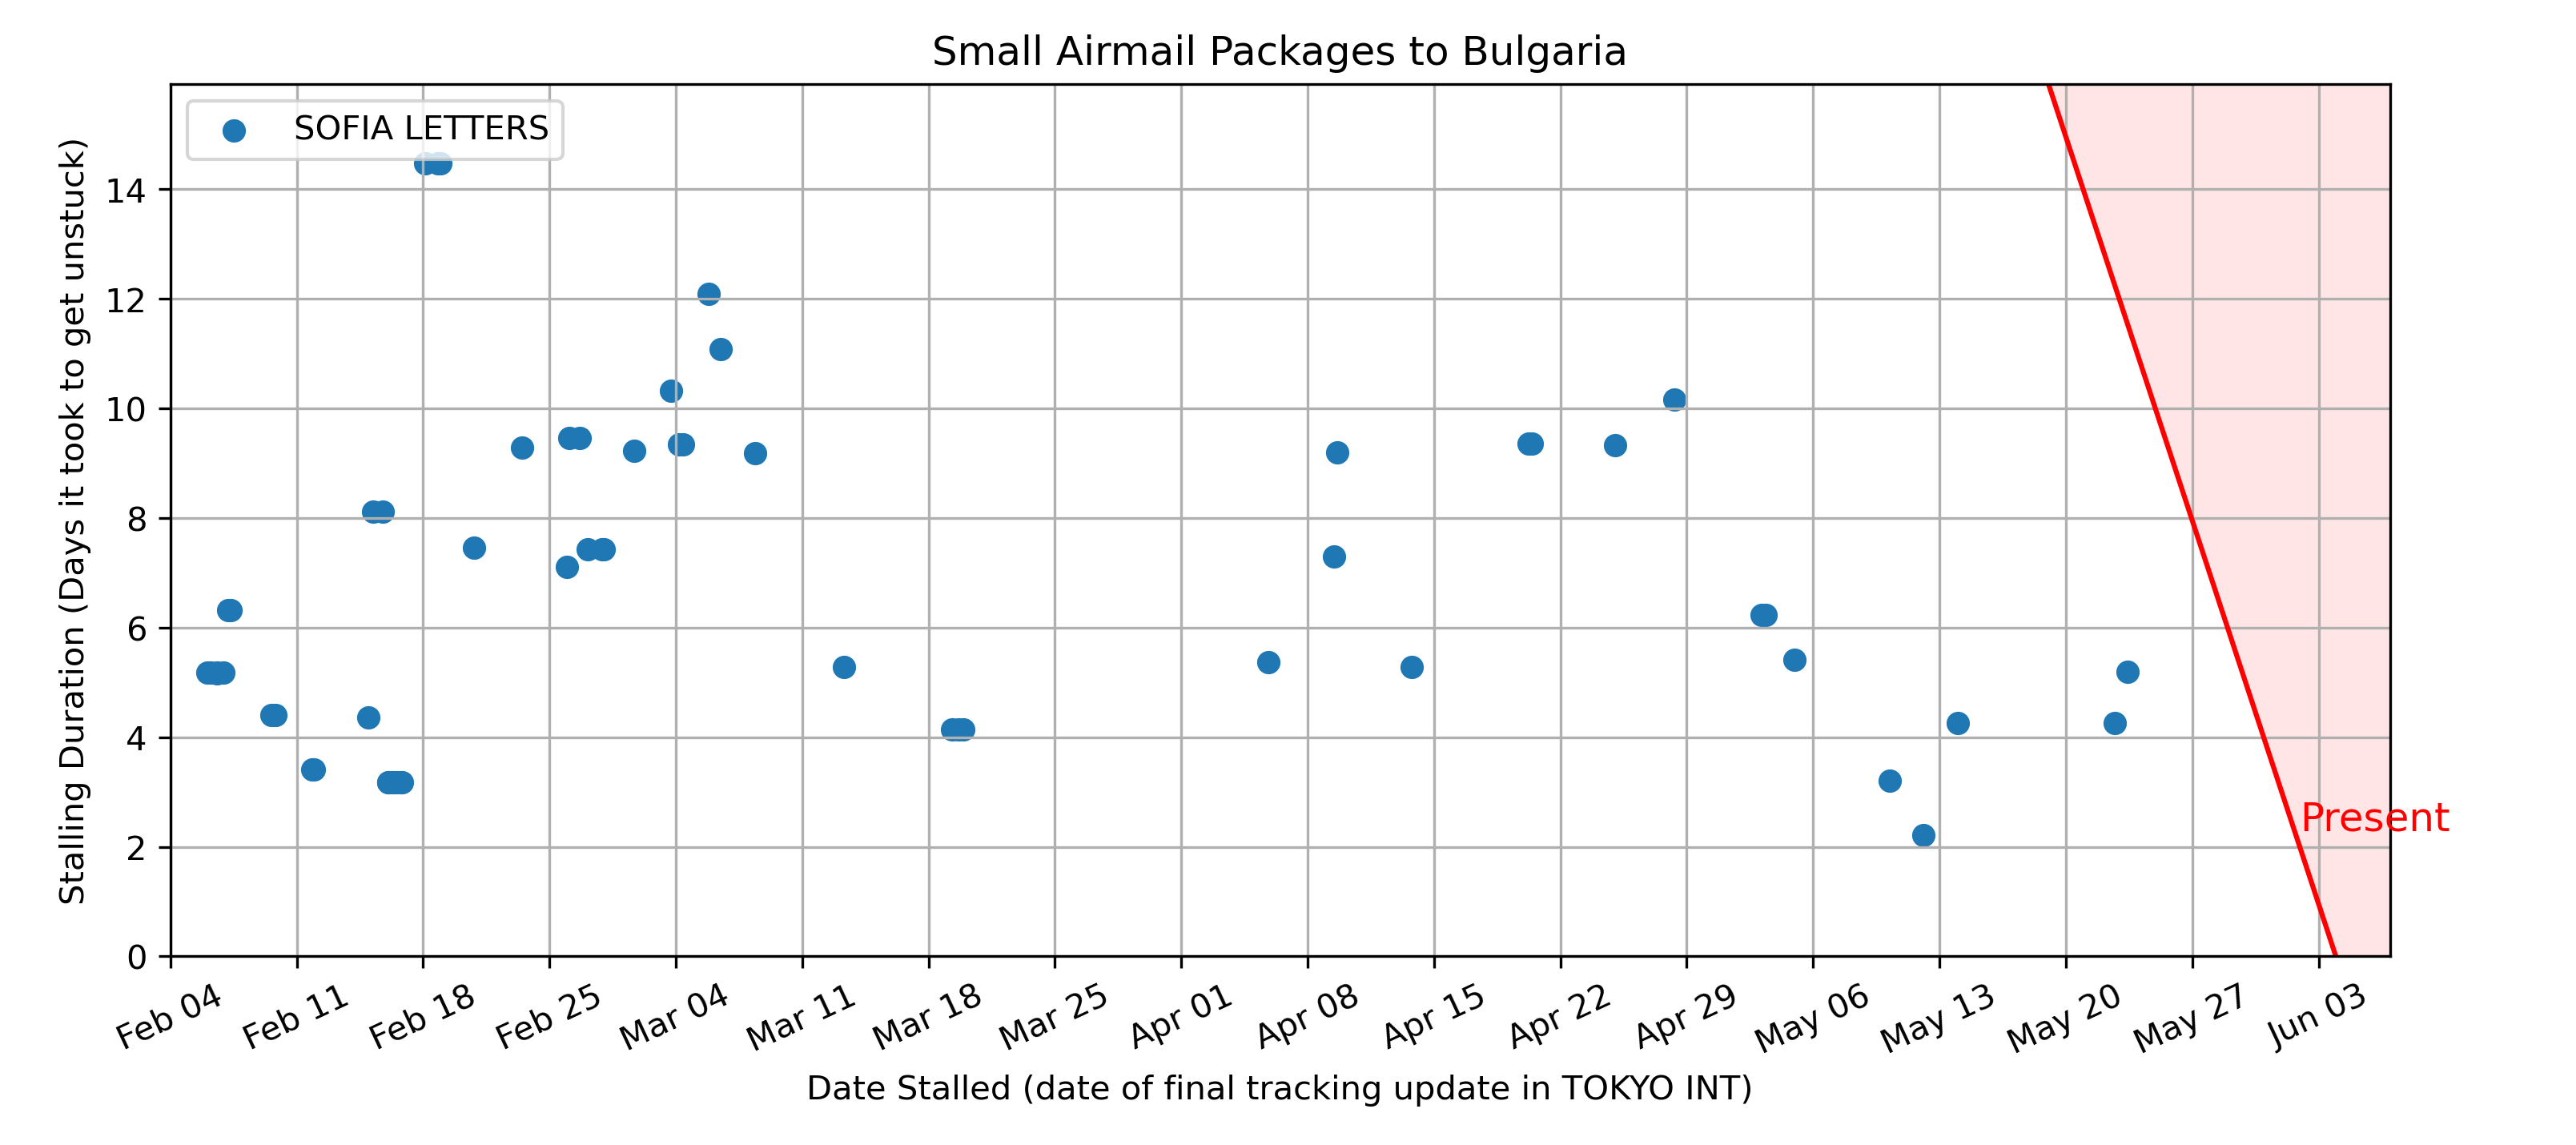 Small Airmail Packages to Bulgaria
SOFIA LETTERS
Stalling Duration (Days it took to get unstuck)
14
12
10
8
6
4
2
0
Present
Feb 04 Feb 11 Feb 18 Feb 25 Mar 04 Mar 11 Mar 18 Mar 25 Apr 01 Apr 08 Apr 15 Apr 22 Apr 29 May 06 May 13 May 20 May 27 Jun 03
Date Stalled (date of final tracking update in TOKYO INT)